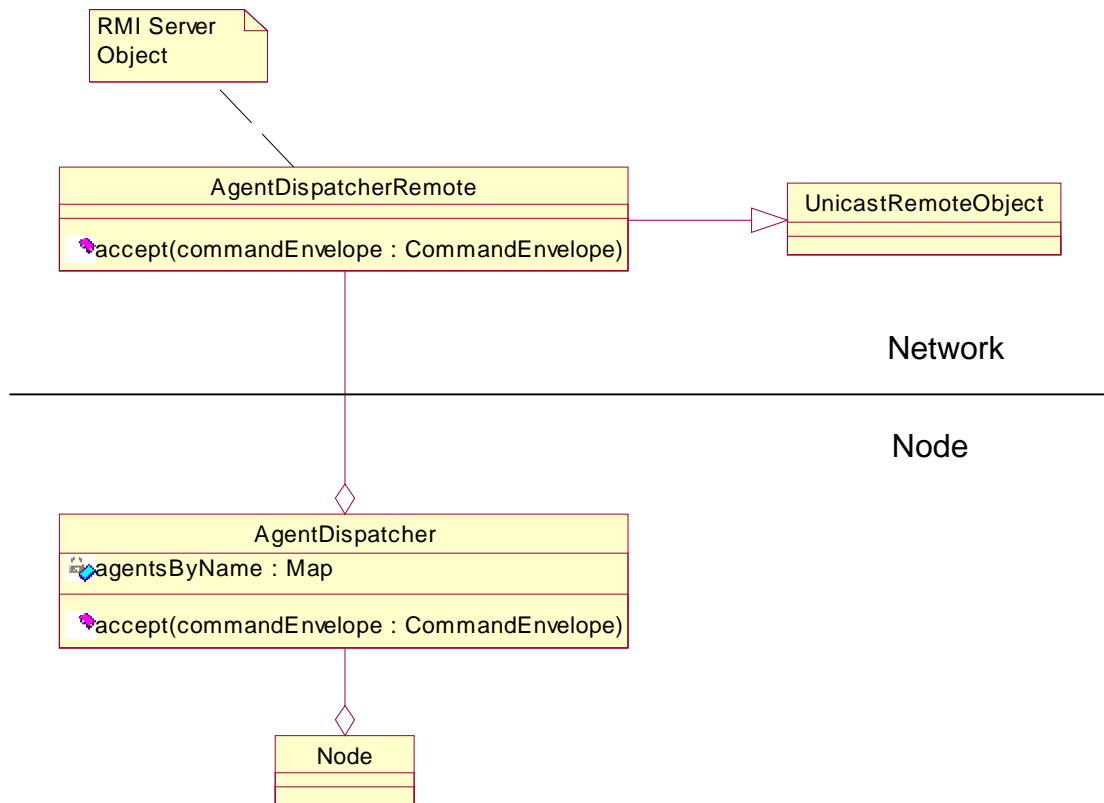 RMI Server
Object
AgentDispatcherRemote
accept(commandEnvelope : CommandEnvelope)
UnicastRemoteObject
Network
Node
AgentDispatcher
agentsByName : Map
accept(commandEnvelope : CommandEnvelope)
Node